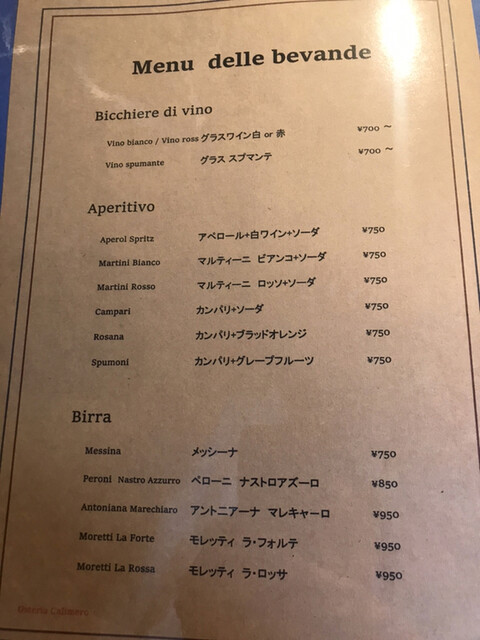 Menu delle bevande
Bicchiere di vino
Vino bianco / Vino ross グラスワイン白 or 赤 ¥700 ～
Vino spumante グラス スプマンテ ¥700 ～
Aperitivo
Aperol Spritz アペロール+白ワイン+ソーダ ¥750
Martini Bianco マルティーニ ビアンコ+ソーダ ¥750
Martini Rosso マルティーニ ロッソ+ソーダ ¥750
Campari カンパリ+ソーダ ¥750
Rosana カンパリ+ブラッドオレンジ ¥750
Spumoni カンパリ+グレープフルーツ ¥750
Birra
Messina メッシーナ ¥750
Peroni Nastro Azzurro ペローニ ナストロアズーロ ¥850
Antoniana Marechiaro アントニアーナ マレキャーロ ¥950
Moretti La Forte モレッティ ラ・フォルテ ¥950
Moretti La Rossa モレッティ ラ・ロッサ ¥950